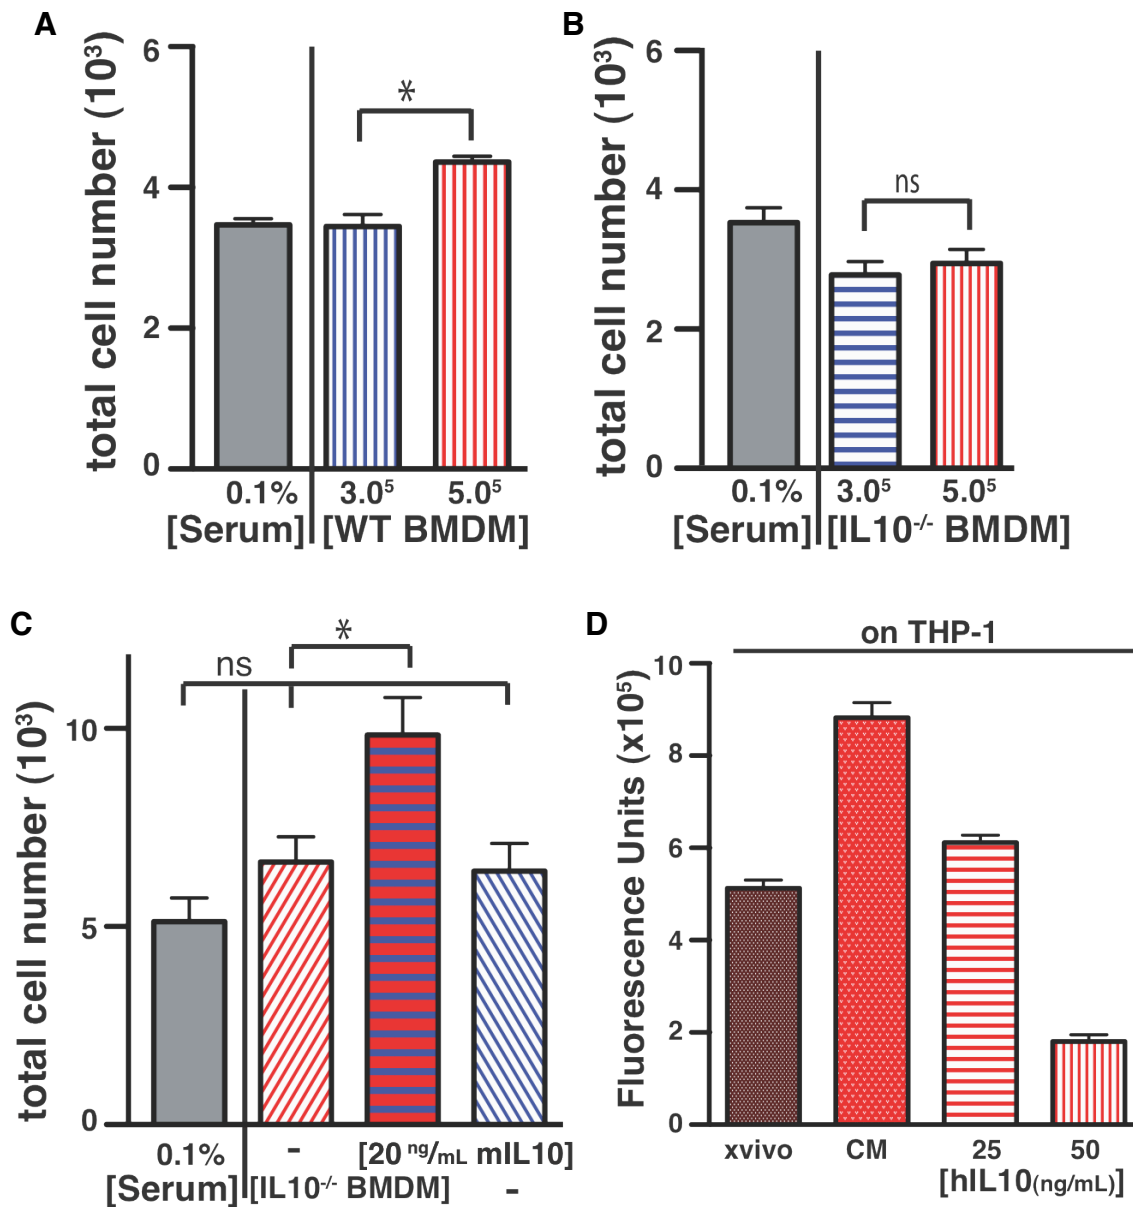 A
total cell number (10³)
6
4
2
0
*
0.1%
3.0⁵
5.0⁵
[Serum]
[WT BMDM]
B
total cell number (10³)
6
4
2
0
ns
0.1%
3.0⁵
5.0⁵
[Serum]
[IL10⁻/⁻ BMDM]
C
total cell number (10³)
10
5
0
*
ns
0.1%
-
[20 ng/mL mIL10]
[Serum]
[IL10⁻/⁻ BMDM]
-
D
on THP-1
Fluorescence Units (x10⁵)
10
8
6
4
2
0
xvivo
CM
25
50
[hIL10(ng/mL)]